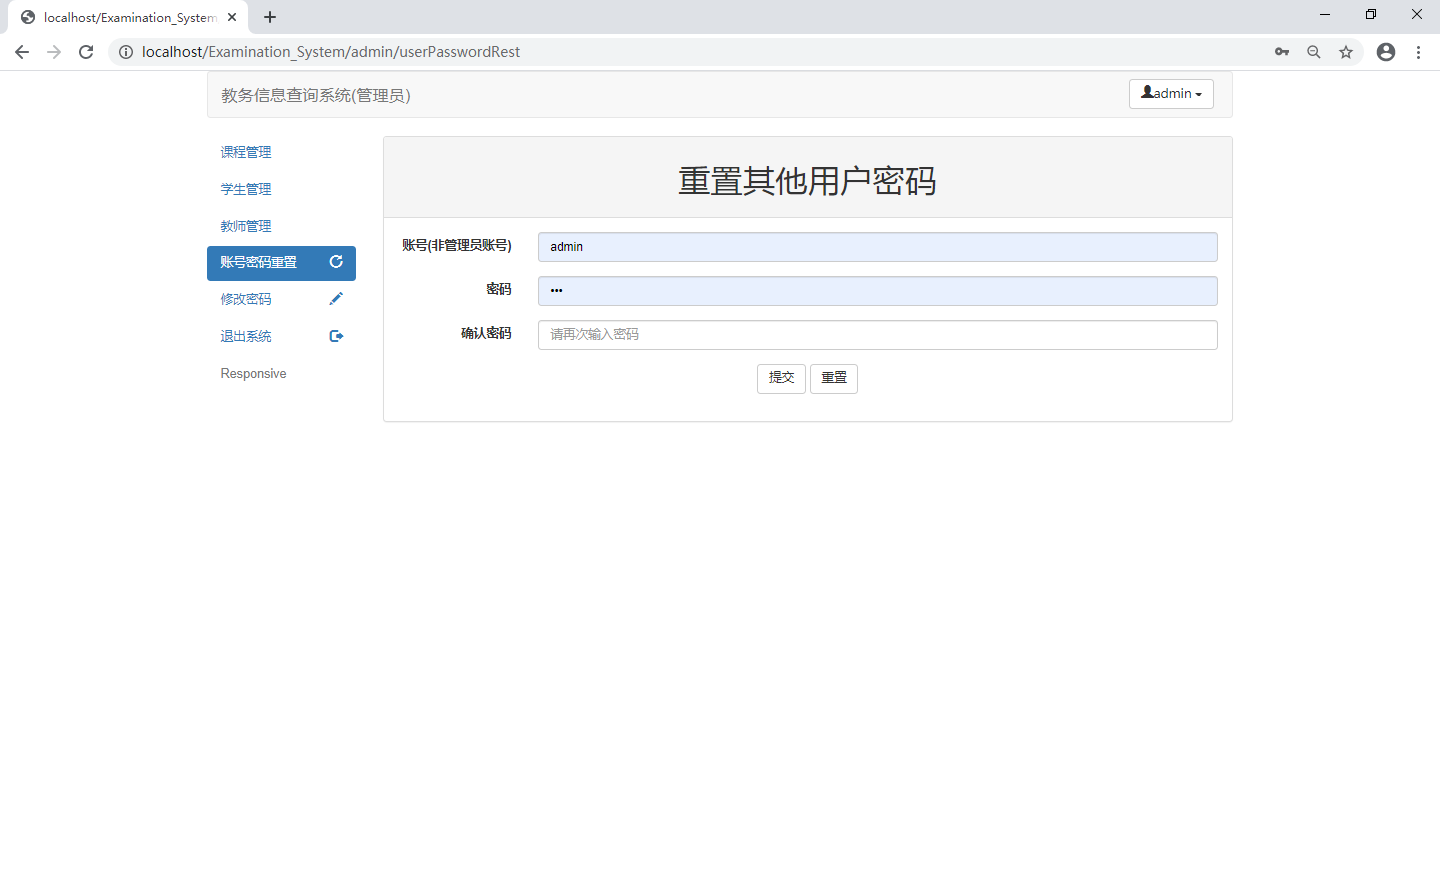 localhost/Examination_System
localhost/Examination_System/admin/userPasswordRest
教务信息查询系统(管理员)
admin
课程管理
学生管理
教师管理
账号密码重置
修改密码
退出系统
Responsive
重置其他用户密码
账号(非管理员账号)
admin
密码
•••
确认密码
请再次输入密码
提交 重置